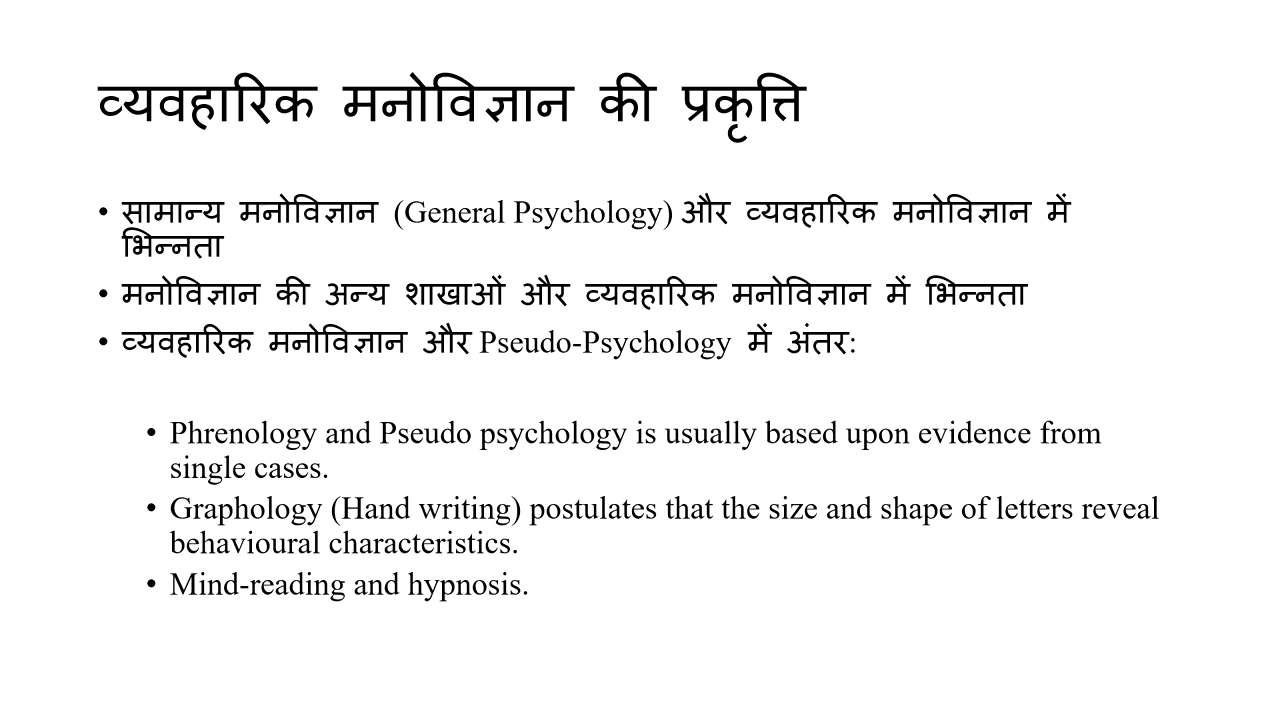 व्यवहारिक मनोविज्ञान की प्रकृत्ति
• सामान्य मनोविज्ञान (General Psychology) और व्यवहारिक मनोविज्ञान में
भिन्नता
• मनोविज्ञान की अन्य शाखाओं और व्यवहारिक मनोविज्ञान में भिन्नता
• व्यवहारिक मनोविज्ञान और Pseudo-Psychology में अंतर:
• Phrenology and Pseudo psychology is usually based upon evidence from
single cases.
• Graphology (Hand writing) postulates that the size and shape of letters reveal
behavioural characteristics.
• Mind-reading and hypnosis.